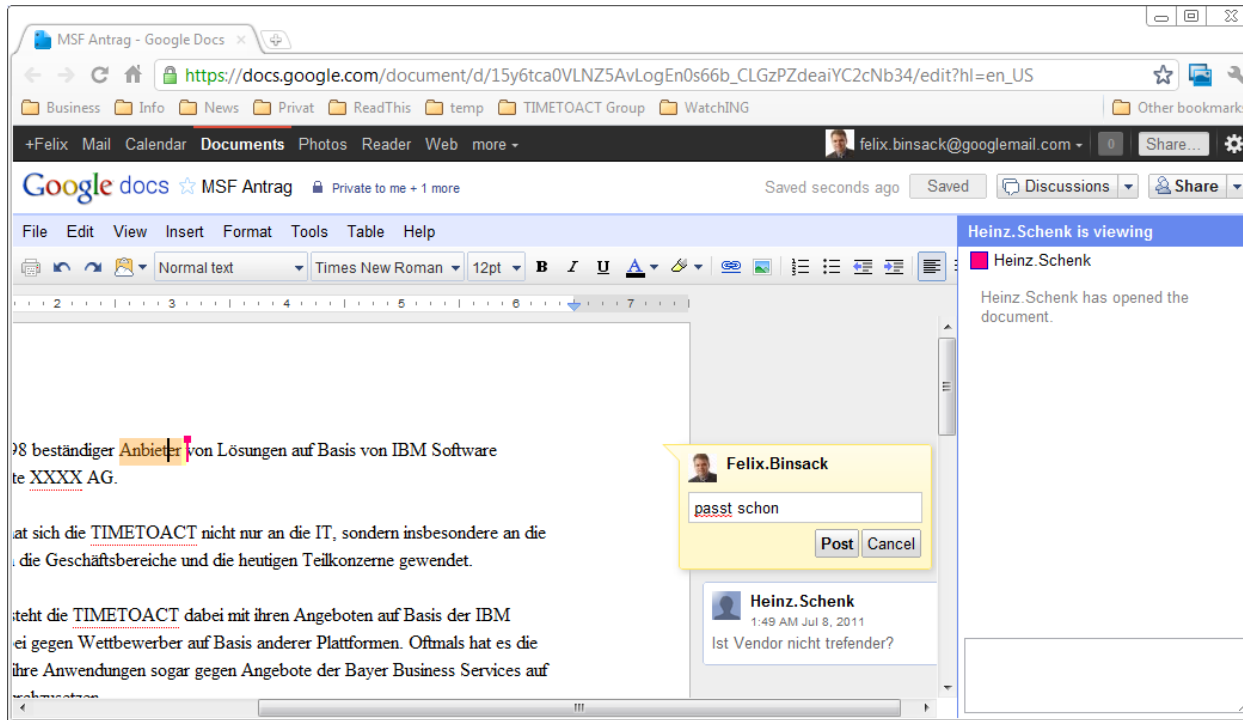 MSF Antrag - Google Docs
https://docs.google.com/document/d/15y6tca0VLNZ5AvLogEn0s66b_CLGzPZdeaiYC2cNb34/edit?hl=en_US
Business Info News Privat ReadThis temp TIMETOACT Group WatchING Other bookmarks
+Felix Mail Calendar Documents Photos Reader Web more felix.binsack@googlemail.com 0 Share...
Google docs MSF Antrag Private to me + 1 more Saved seconds ago Saved Discussions Share
File Edit View Insert Format Tools Table Help
Heinz.Schenk is viewing
Normal text Times New Roman 12pt B I U A
Heinz.Schenk
2 3 4 5 6 7
Heinz.Schenk has opened the
document.
98 beständiger Anbieter von Lösungen auf Basis von IBM Software
te XXXX AG.
at sich die TIMETOACT nicht nur an die IT, sondern insbesondere an die
die Geschäftsbereiche und die heutigen Teilkonzerne gewendet.
steht die TIMETOACT dabei mit ihren Angeboten auf Basis der IBM
ei gegen Wettbewerber auf Basis anderer Plattformen. Oftmals hat es die
ihre Anwendungen sogar gegen Angebote der Bayer Business Services auf
Felix.Binsack
passt schon
Post Cancel
Heinz.Schenk
1:49 AM Jul 8, 2011
Ist Vendor nicht trefender?